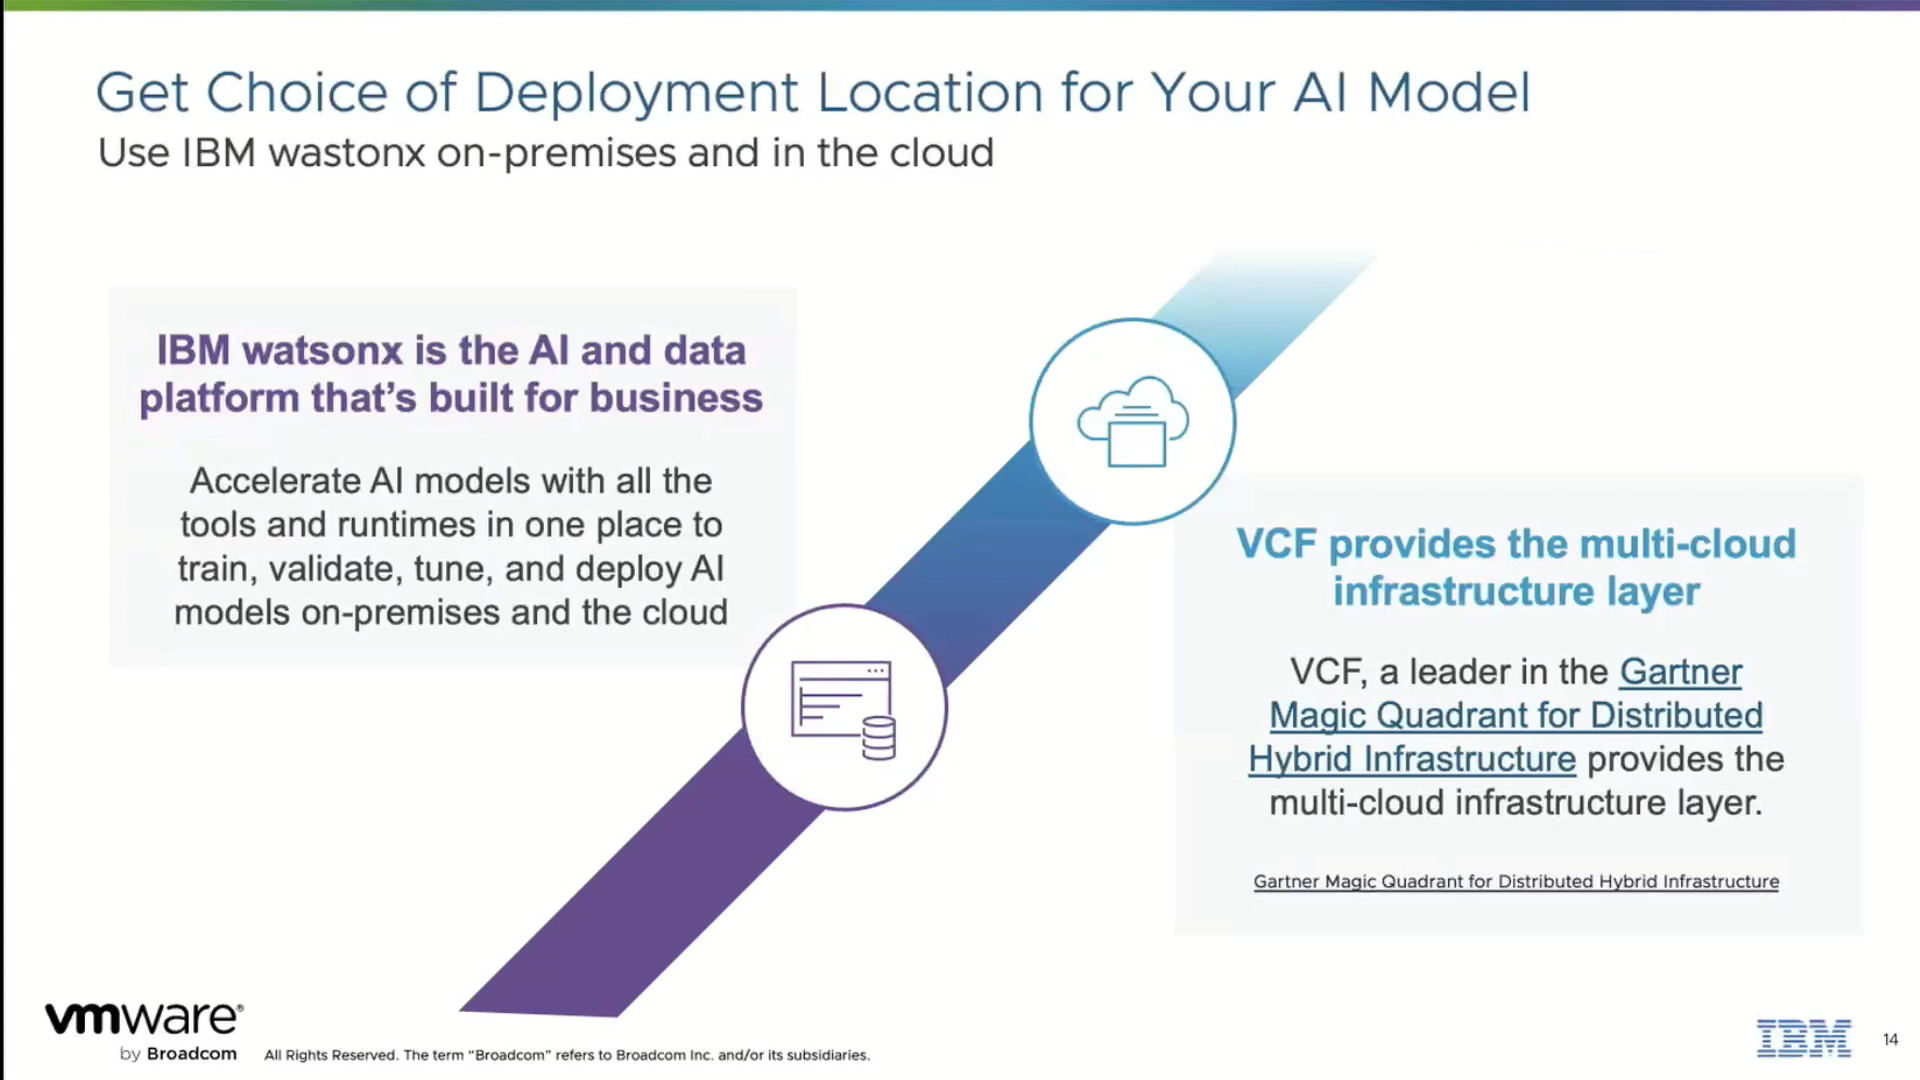 Get Choice of Deployment Location for Your AI Model
Use IBM wastonx on-premises and in the cloud
IBM watsonx is the AI and data
platform that's built for business
Accelerate AI models with all the
tools and runtimes in one place to
train, validate, tune, and deploy AI
models on-premises and the cloud
VCF provides the multi-cloud
infrastructure layer
VCF, a leader in the Gartner
Magic Quadrant for Distributed
Hybrid Infrastructure provides the
multi-cloud infrastructure layer.
Gartner Magic Quadrant for Distributed Hybrid Infrastructure
vmware®
by Broadcom
All Rights Reserved. The term "Broadcom" refers to Broadcom Inc. and/or its subsidiaries.
IBM
14